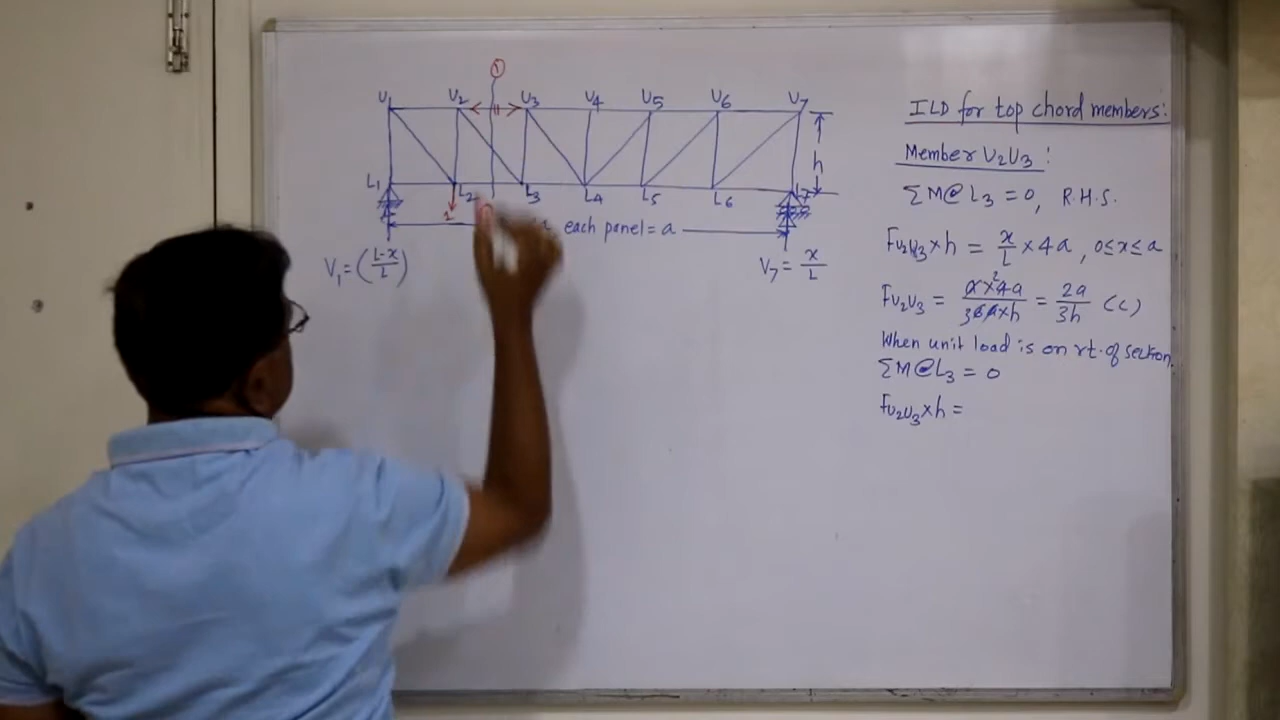 ①
U1 U2 U3 U4 U5 U6 U7
h
L1 L2 L3 L4 L5 L6 L7
1
each panel = a
V₁ = (L-x/L)
V₇ = x/L
ILD for top chord members:
Member U₂U₃:
ΣM@L₃ = 0, R.H.S.
Fu₂u₃ x h = x/L x 4a, 0≤x≤a
Fu₂u₃ = a x 4a/6a x h = 2a/3h (c)
When unit load is on rt. of section.
ΣM@L₃ = 0
Fu₂u₃ x h =